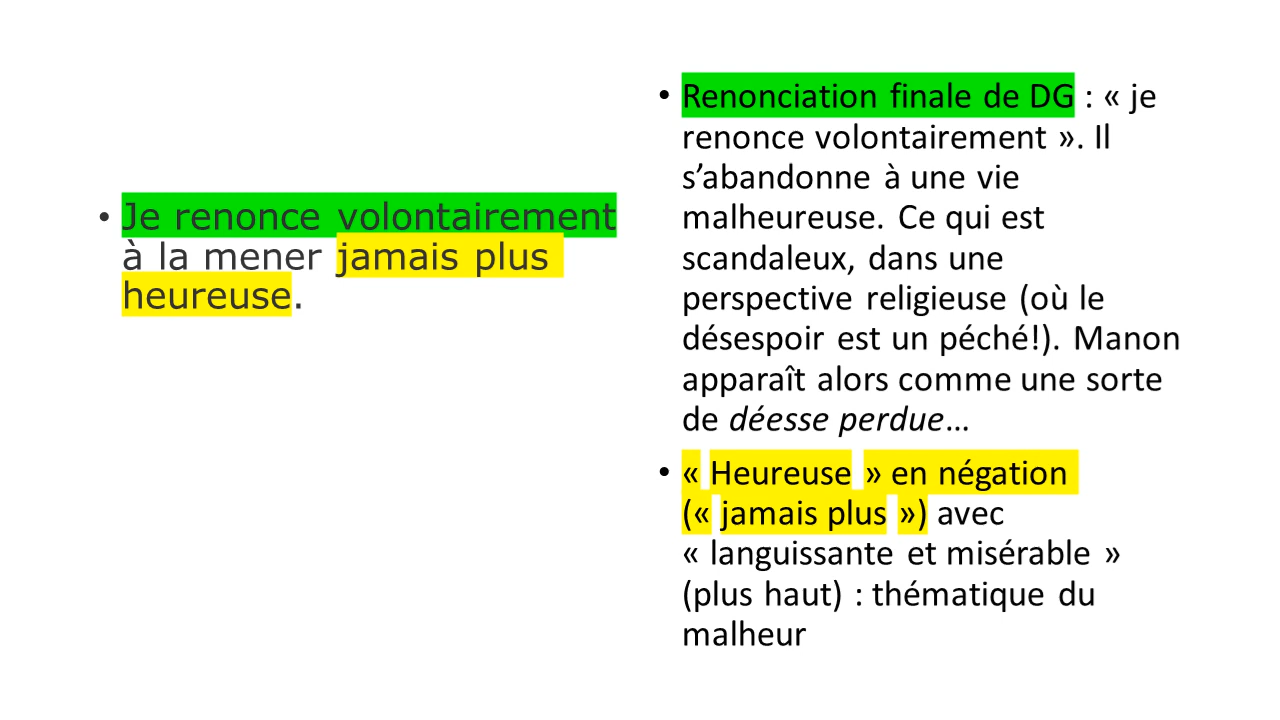 • Je renonce volontairement
à la mener jamais plus
heureuse.
• Renonciation finale de DG : « je
renonce volontairement ». Il
s’abandonne à une vie
malheureuse. Ce qui est
scandaleux, dans une
perspective religieuse (où le
désespoir est un péché!). Manon
apparaît alors comme une sorte
de déesse perdue…
• « Heureuse » en négation
(« jamais plus ») avec
« languissante et misérable »
(plus haut) : thématique du
malheur